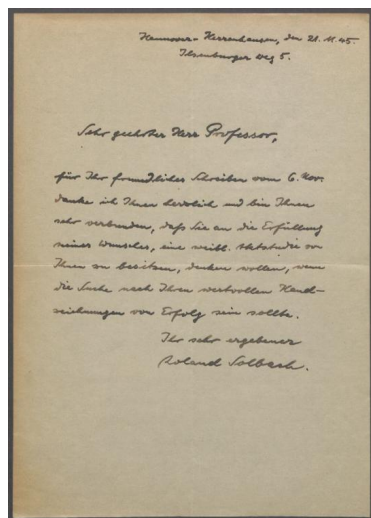 Hannover-Herrenhausen, den 21.11.45.
Ilsenburger Weg 5.
Sehr geehrter Herr Professor,
für Ihr freundliches Schreiben vom 6. Nov.
danke ich Ihnen herzlich und bin Ihnen
sehr verbunden, daß Sie an die Erfüllung
meines Wunsches, eine weibl. Aktstudie von
Ihnen zu besitzen, denken wollen, wenn
die Suche nach Ihren wertvollen Hand-
zeichnungen von Erfolg sein sollte.
Ihr sehr ergebener
Roland Solbach.